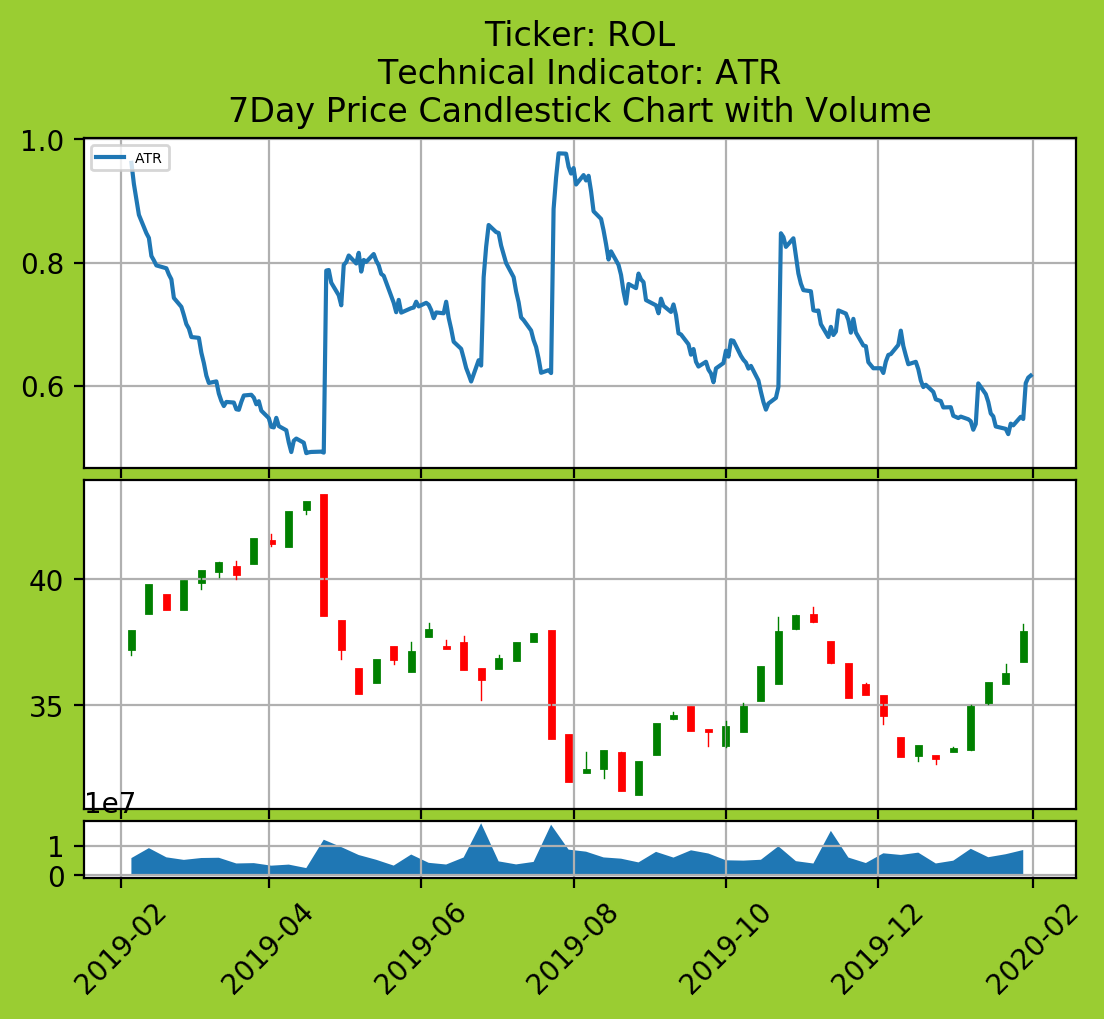 Ticker: ROL
Technical Indicator: ATR
7Day Price Candlestick Chart with Volume
1.0
ATR
0.8
0.6
40
35
1e7
1
0
2019-02
2019-04
2019-06
2019-08
2019-10
2019-12
2020-02